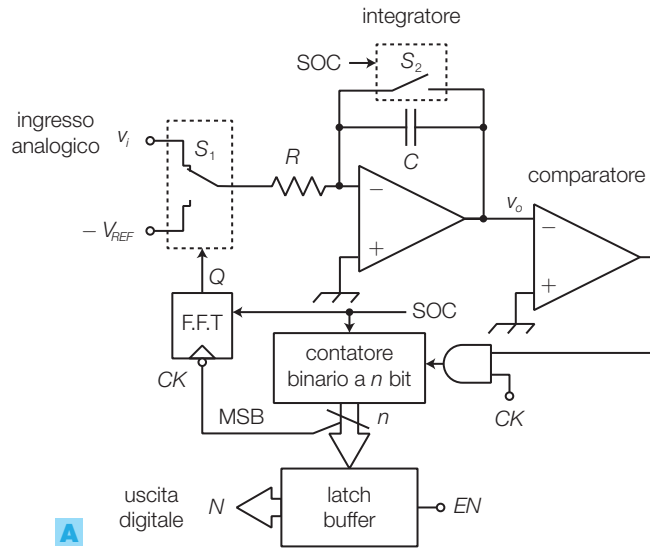 integratore
SOC
S2
ingresso
analogico
vi
S1
R
C
comparatore
− VREF
−
+
vo
−
+
Q
F.F.T
SOC
CK
contatore
binario a n bit
CK
MSB
n
uscita
digitale
N
latch
buffer
EN
A